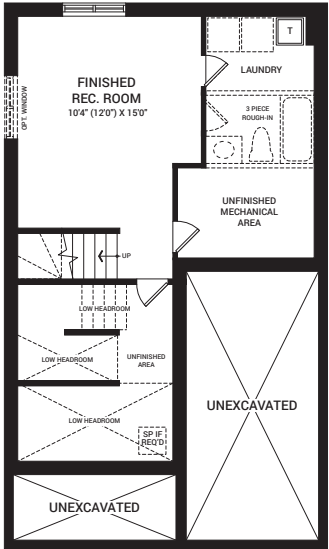 T
LAUNDRY
FINISHED
REC. ROOM
10'4" (12'0") X 15'0"
OPT. WINDOW
3 PIECE
ROUGH-IN
UNFINISHED
MECHANICAL
AREA
UP
LOW HEADROOM
LOW HEADROOM
UNFINISHED
AREA
LOW HEADROOM
SP IF
REQ'D
UNEXCAVATED
UNEXCAVATED